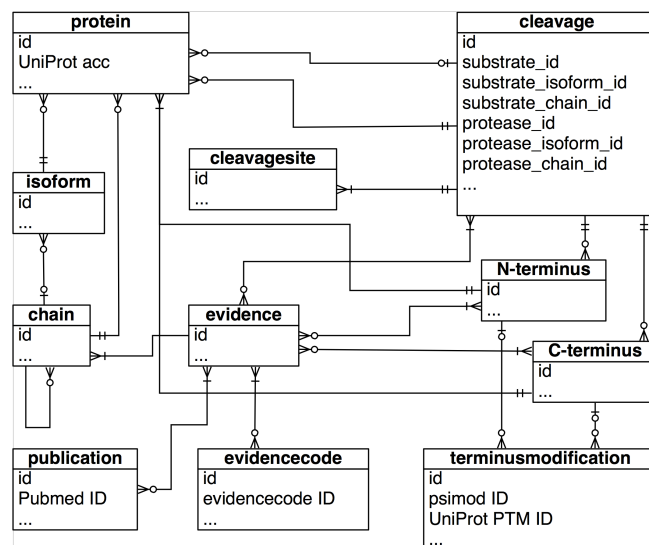 protein
id
UniProt acc
...
cleavage
id
substrate_id
substrate_isoform_id
substrate_chain_id
protease_id
protease_isoform_id
protease_chain_id
...
cleavagesite
id
...
isoform
id
...
N-terminus
id
...
chain
id
...
evidence
id
...
C-terminus
id
...
publication
id
Pubmed ID
...
evidencecode
id
evidencecode ID
...
terminusmodification
id
psimod ID
UniProt PTM ID
...